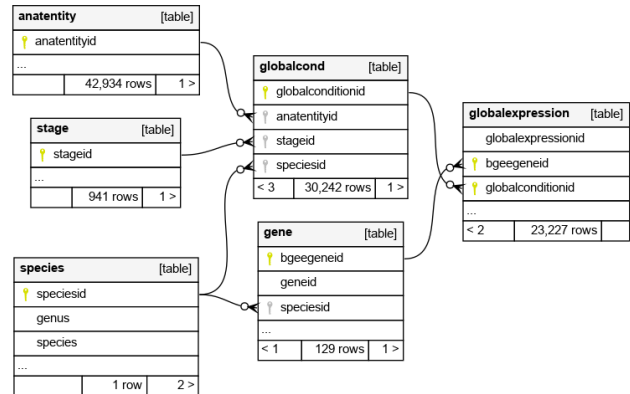 anatentity [table]
anatentityid
...
42,934 rows 1 >
stage [table]
stageid
...
941 rows 1 >
species [table]
speciesid
genus
species
...
1 row 2 >
globalcond [table]
globalconditionid
anatentityid
stageid
speciesid
< 3 30,242 rows 1 >
gene [table]
bgeegeneid
geneid
speciesid
...
< 1 129 rows 1 >
globalexpression [table]
globalexpressionid
bgeegeneid
globalconditionid
...
< 2 23,227 rows